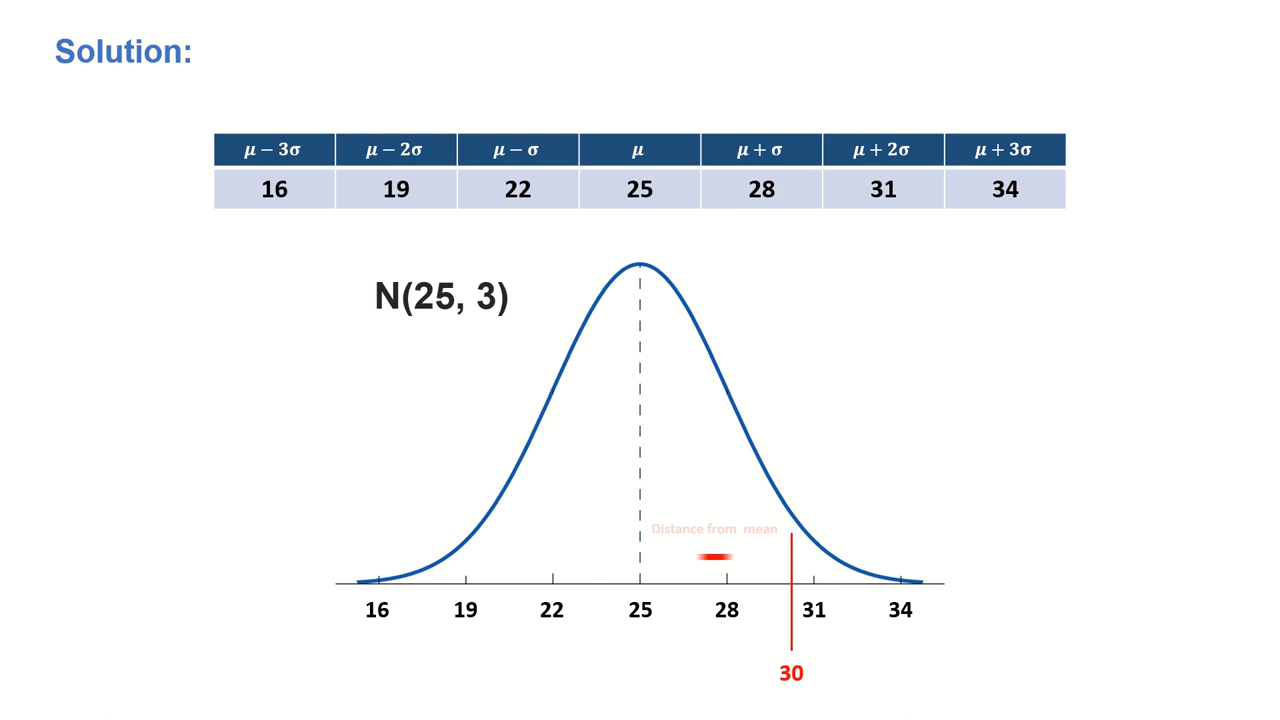 Solution:
μ − 3σ μ − 2σ μ − σ μ μ + σ μ + 2σ μ + 3σ
16 19 22 25 28 31 34
N(25, 3)
Distance from mean
16 19 22 25 28 31 34
30